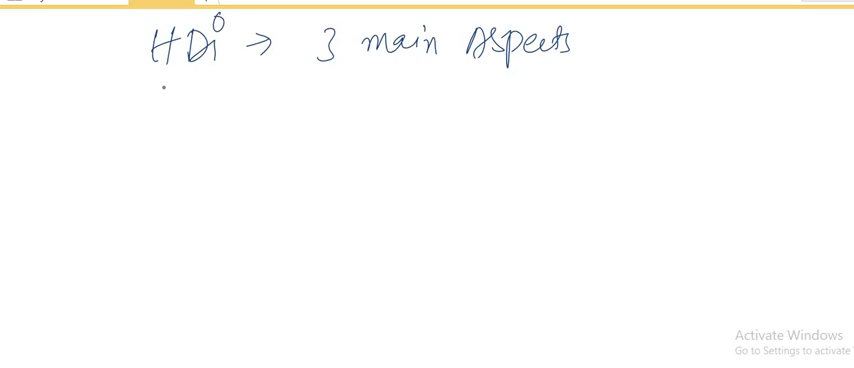 HDI → 3 main Aspects
Activate Windows
Go to Settings to activate